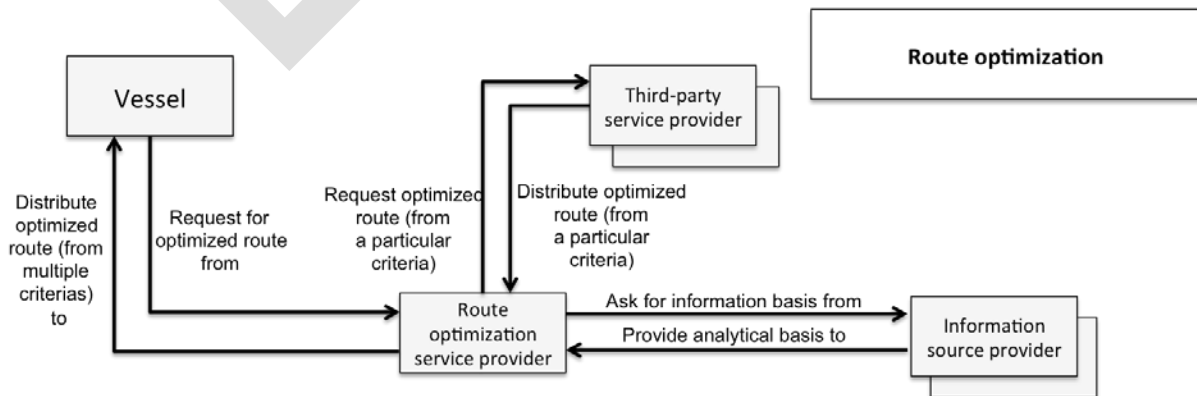 Route optimization
Vessel
Third-party
service provider
Distribute
optimized
route (from
multiple
criterias)
to
Request for
optimized route
from
Request optimized
route (from
a particular
criteria)
Distribute optimized
route (from
a particular
criteria)
Route
optimization
service provider
Ask for information basis from
Provide analytical basis to
Information
source provider